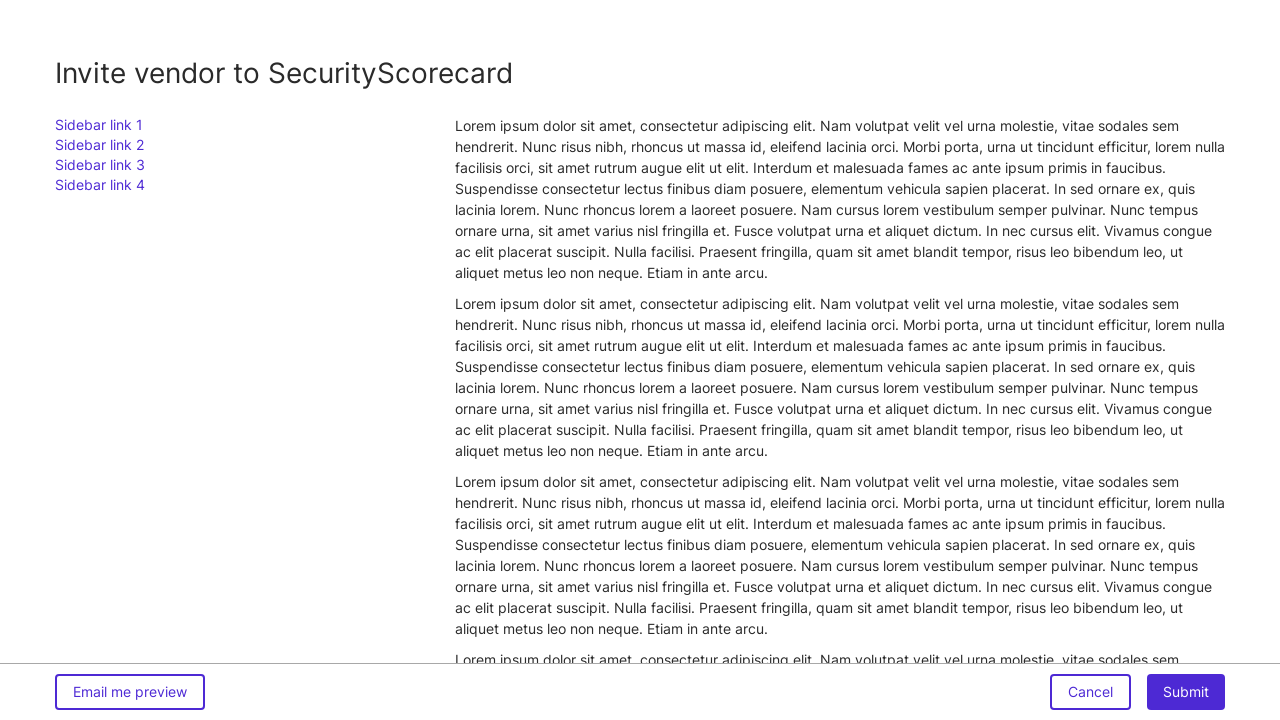 Invite vendor to SecurityScorecard
Sidebar link 1
Sidebar link 2
Sidebar link 3
Sidebar link 4
Lorem ipsum dolor sit amet, consectetur adipiscing elit. Nam volutpat velit vel urna molestie, vitae sodales sem
hendrerit. Nunc risus nibh, rhoncus ut massa id, eleifend lacinia orci. Morbi porta, urna ut tincidunt efficitur, lorem nulla
facilisis orci, sit amet rutrum augue elit ut elit. Interdum et malesuada fames ac ante ipsum primis in faucibus.
Suspendisse consectetur lectus finibus diam posuere, elementum vehicula sapien placerat. In sed ornare ex, quis
lacinia lorem. Nunc rhoncus lorem a laoreet posuere. Nam cursus lorem vestibulum semper pulvinar. Nunc tempus
ornare urna, sit amet varius nisl fringilla et. Fusce volutpat urna et aliquet dictum. In nec cursus elit. Vivamus congue
ac elit placerat suscipit. Nulla facilisi. Praesent fringilla, quam sit amet blandit tempor, risus leo bibendum leo, ut
aliquet metus leo non neque. Etiam in ante arcu.
Lorem ipsum dolor sit amet, consectetur adipiscing elit. Nam volutpat velit vel urna molestie, vitae sodales sem
hendrerit. Nunc risus nibh, rhoncus ut massa id, eleifend lacinia orci. Morbi porta, urna ut tincidunt efficitur, lorem nulla
facilisis orci, sit amet rutrum augue elit ut elit. Interdum et malesuada fames ac ante ipsum primis in faucibus.
Suspendisse consectetur lectus finibus diam posuere, elementum vehicula sapien placerat. In sed ornare ex, quis
lacinia lorem. Nunc rhoncus lorem a laoreet posuere. Nam cursus lorem vestibulum semper pulvinar. Nunc tempus
ornare urna, sit amet varius nisl fringilla et. Fusce volutpat urna et aliquet dictum. In nec cursus elit. Vivamus congue
ac elit placerat suscipit. Nulla facilisi. Praesent fringilla, quam sit amet blandit tempor, risus leo bibendum leo, ut
aliquet metus leo non neque. Etiam in ante arcu.
Lorem ipsum dolor sit amet, consectetur adipiscing elit. Nam volutpat velit vel urna molestie, vitae sodales sem
hendrerit. Nunc risus nibh, rhoncus ut massa id, eleifend lacinia orci. Morbi porta, urna ut tincidunt efficitur, lorem nulla
facilisis orci, sit amet rutrum augue elit ut elit. Interdum et malesuada fames ac ante ipsum primis in faucibus.
Suspendisse consectetur lectus finibus diam posuere, elementum vehicula sapien placerat. In sed ornare ex, quis
lacinia lorem. Nunc rhoncus lorem a laoreet posuere. Nam cursus lorem vestibulum semper pulvinar. Nunc tempus
ornare urna, sit amet varius nisl fringilla et. Fusce volutpat urna et aliquet dictum. In nec cursus elit. Vivamus congue
ac elit placerat suscipit. Nulla facilisi. Praesent fringilla, quam sit amet blandit tempor, risus leo bibendum leo, ut
aliquet metus leo non neque. Etiam in ante arcu.
Lorem ipsum dolor sit amet, consectetur adipiscing elit. Nam volutpat velit vel urna molestie, vitae sodales sem
Email me preview
Cancel
Submit